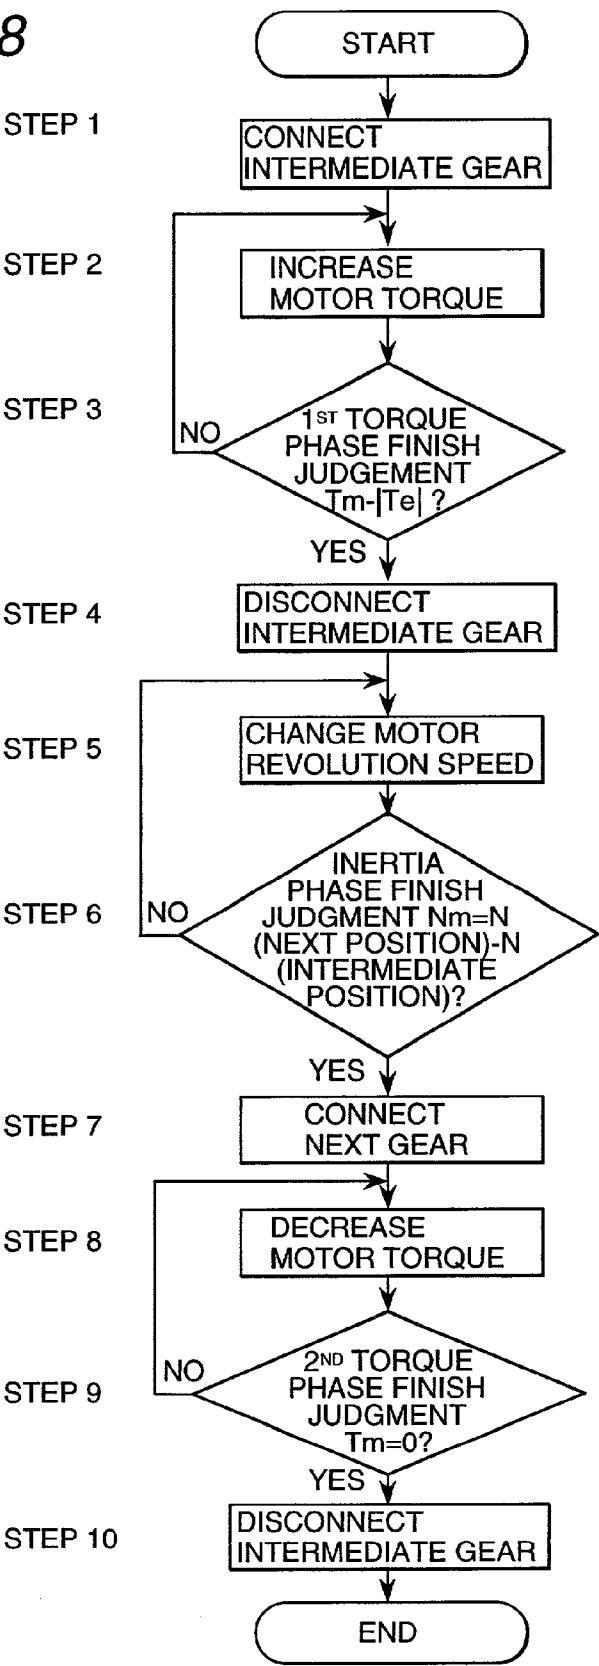 8
START
STEP 1
CONNECT
INTERMEDIATE GEAR
STEP 2
INCREASE
MOTOR TORQUE
STEP 3
1ST TORQUE
PHASE FINISH
JUDGEMENT
Tm-|Te| ?
NO
YES
STEP 4
DISCONNECT
INTERMEDIATE GEAR
STEP 5
CHANGE MOTOR
REVOLUTION SPEED
STEP 6
INERTIA
PHASE FINISH
JUDGMENT Nm=N
(NEXT POSITION)-N
(INTERMEDIATE
POSITION)?
NO
YES
STEP 7
CONNECT
NEXT GEAR
STEP 8
DECREASE
MOTOR TORQUE
STEP 9
2ND TORQUE
PHASE FINISH
JUDGMENT
Tm=0?
NO
YES
STEP 10
DISCONNECT
INTERMEDIATE GEAR
END